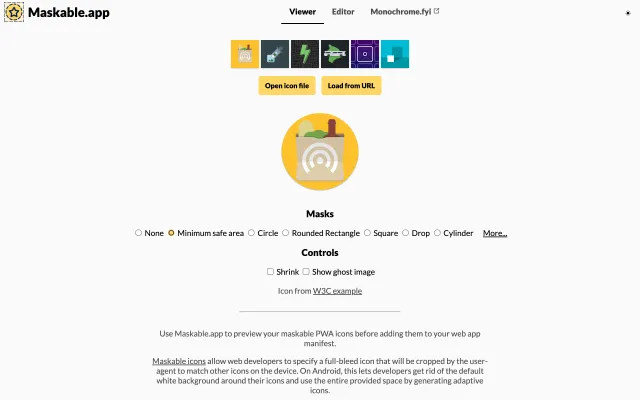 Maskable.app
Viewer
Editor
Monochrome.fyi
Open icon file
Load from URL
Masks
None
Minimum safe area
Circle
Rounded Rectangle
Square
Drop
Cylinder
More...
Controls
Shrink
Show ghost image
Icon from W3C example
Use Maskable.app to preview your maskable PWA icons before adding them to your web app
manifest.
Maskable icons allow web developers to specify a full-bleed icon that will be cropped by the user-
agent to match other icons on the device. On Android, this lets developers get rid of the default
white background around their icons and use the entire provided space by generating adaptive
icons.